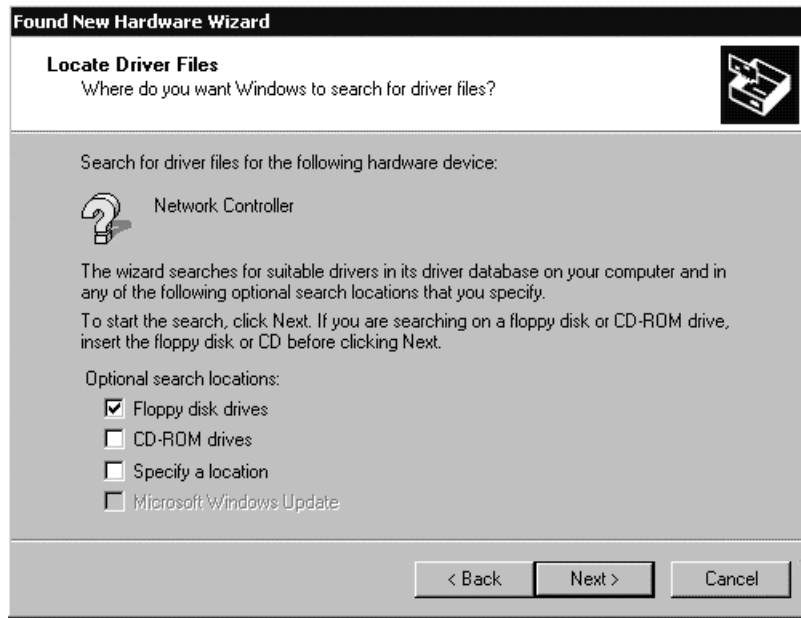 Found New Hardware Wizard
Locate Driver Files
Where do you want Windows to search for driver files?
Search for driver files for the following hardware device:
Network Controller
The wizard searches for suitable drivers in its driver database on your computer and in
any of the following optional search locations that you specify.
To start the search, click Next. If you are searching on a floppy disk or CD-ROM drive,
insert the floppy disk or CD before clicking Next.
Optional search locations:
Floppy disk drives
CD-ROM drives
Specify a location
Microsoft Windows Update
< Back
Next >
Cancel